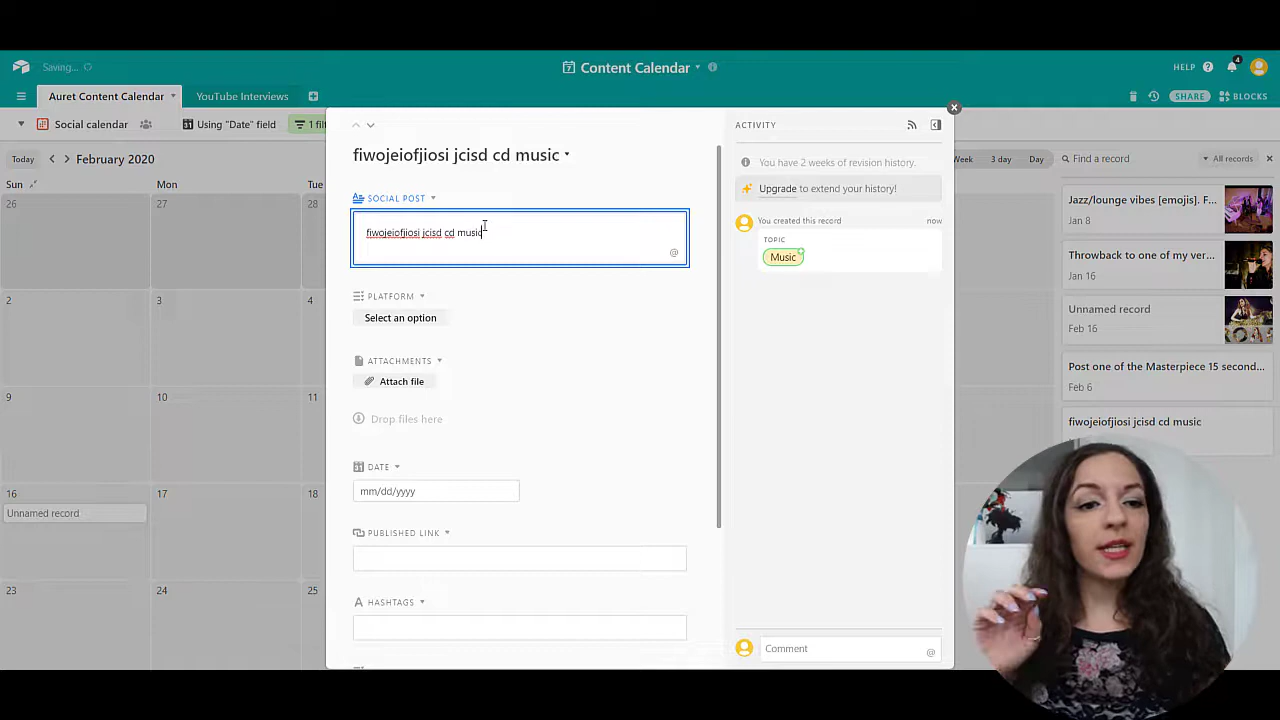 Saving...
Content Calendar
HELP
4
Auret Content Calendar
YouTube Interviews
SHARE
BLOCKS
Social calendar
Using "Date" field
1 fil
Today
February 2020
Week
3 day
Day
Find a record
All records
Sun
Mon
Tue
26
27
28
2
3
4
9
10
11
16
17
18
Unnamed record
23
24
25
fiwojeiofjiosi jcisd cd music
SOCIAL POST
fiwojeiofjiosi jcisd cd music
@
PLATFORM
Select an option
ATTACHMENTS
Attach file
Drop files here
DATE
mm/dd/yyyy
PUBLISHED LINK
HASHTAGS
ACTIVITY
You have 2 weeks of revision history.
Upgrade to extend your history!
You created this record
now
TOPIC
Music
Comment
@
Jazz/lounge vibes [emojis]. F...
Jan 8
Throwback to one of my ver...
Jan 16
Unnamed record
Feb 16
Post one of the Masterpiece 15 second...
Feb 6
fiwojeiofjiosi jcisd cd music